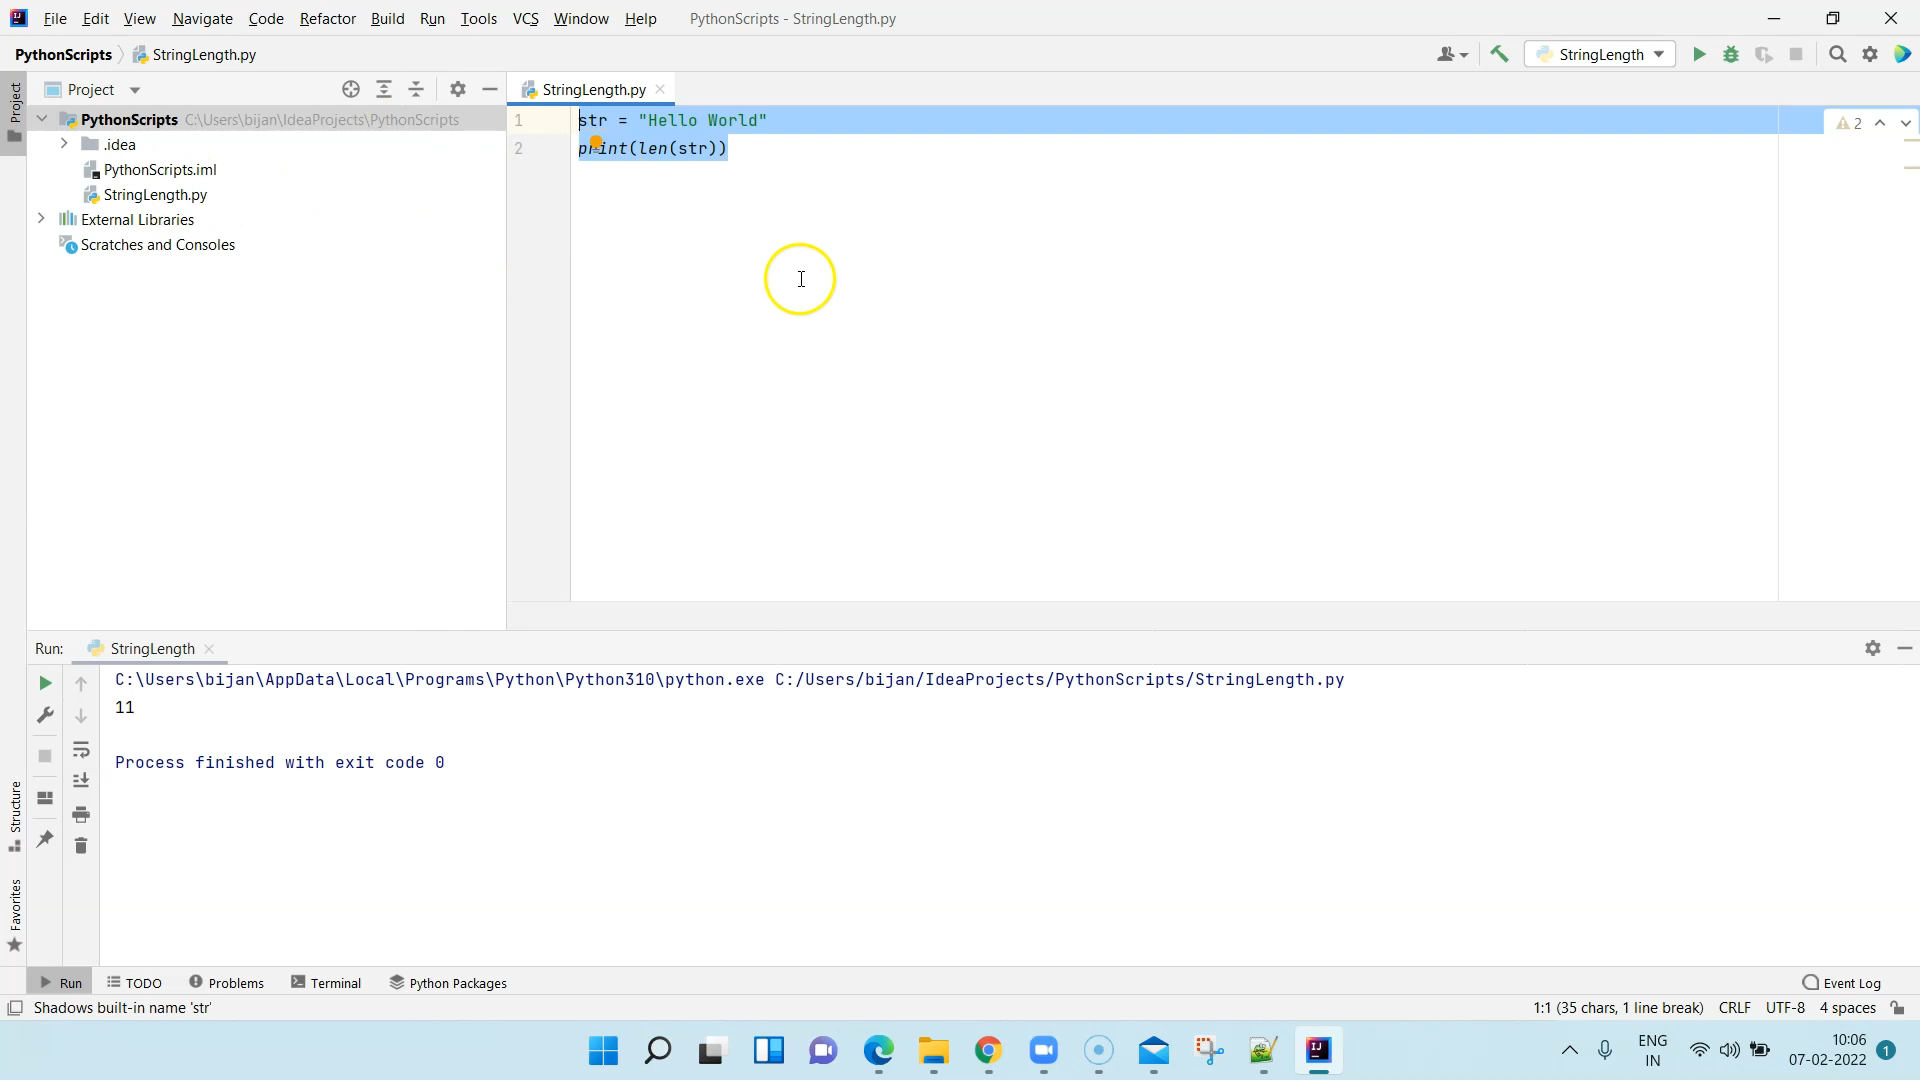 File Edit View Navigate Code Refactor Build Run Tools VCS Window Help PythonScripts - StringLength.py
PythonScripts StringLength.py StringLength
Project StringLength.py
Project
PythonScripts C:\Users\bijan\IdeaProjects\PythonScripts
.idea
PythonScripts.iml
StringLength.py
External Libraries
Scratches and Consoles
1 str = "Hello World" 2
2 print(len(str))
Run: StringLength
C:\Users\bijan\AppData\Local\Programs\Python\Python310\python.exe C:/Users/bijan/IdeaProjects/PythonScripts/StringLength.py
11
Process finished with exit code 0
Structure
Favorites
Run TODO Problems Terminal Python Packages Event Log
Shadows built-in name 'str' 1:1 (35 chars, 1 line break) CRLF UTF-8 4 spaces
ENG
IN
10:06
07-02-2022
1